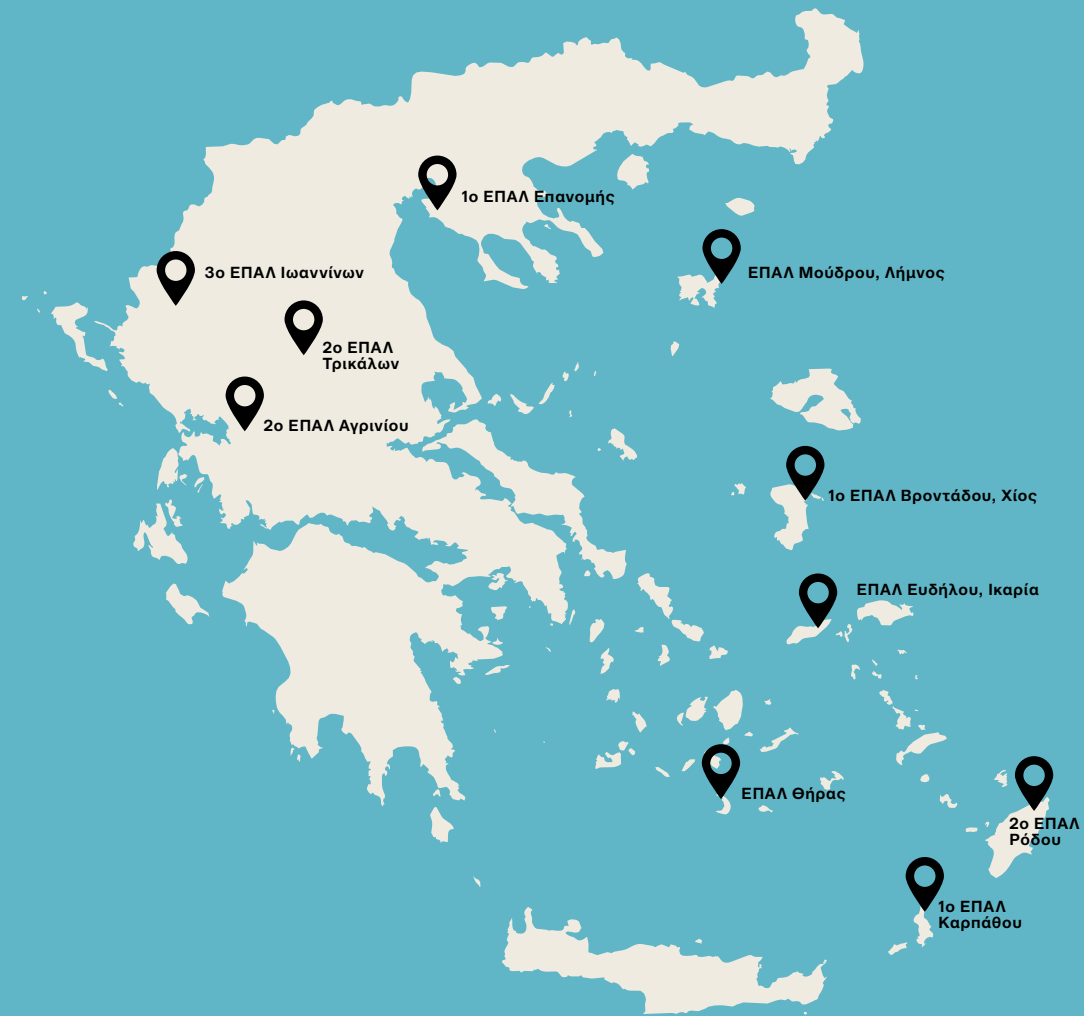 1ο ΕΠΑΛ Επανομής
3ο ΕΠΑΛ Ιωαννίνων
ΕΠΑΛ Μούδρου, Λήμνος
2ο ΕΠΑΛ
Τρικάλων
2ο ΕΠΑΛ Αγρινίου
1ο ΕΠΑΛ Βροντάδου, Χίος
ΕΠΑΛ Ευδήλου, Ικαρία
ΕΠΑΛ Θήρας
2ο ΕΠΑΛ
Ρόδου
1ο ΕΠΑΛ
Καρπάθου